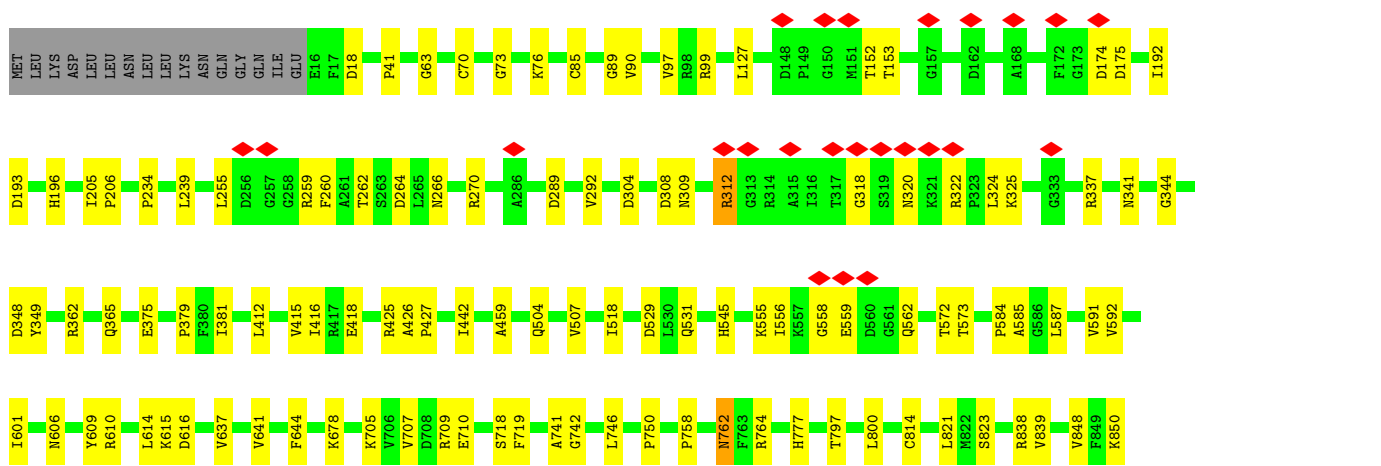 MET LEU LYS ASP LEU LEU ASN LEU LEU LYS ASN GLN GLY GLN ILE GLU E16 F17 D18 P41 G63 C70 G73 K76 C85 G89 V90 V97 R98 R99 L127 D148 P149 G150 M151 T152 T153 G157 D162 A168 F172 G173 D174 D175 I192
D193 H196 I205 P206 P234 L239 L255 D256 G257 G258 R259 F260 A261 T262 S263 D264 L265 N266 R270 A286 D289 V292 D304 D308 N309 R312 G313 R314 A315 I316 T317 G318 S319 N320 K321 R322 P323 L324 K325 G333 R337 N341 G344
D348 Y349 R362 Q365 E375 P379 F380 I381 L412 V415 I416 R417 E418 R425 A426 P427 I442 A459 Q504 V507 I518 D529 L530 Q531 H545 K555 I556 K557 G558 E559 D560 G561 Q562 T572 T573 P584 A585 G586 L587 V591 V592
I601 N606 Y609 R610 L614 K615 D616 V637 V641 F644 K678 K705 V706 V707 D708 R709 E710 S718 F719 A741 G742 L746 P750 P758 N762 F763 R764 H777 T797 L800 C814 L821 M822 S823 R838 V839 V848 F849 K850